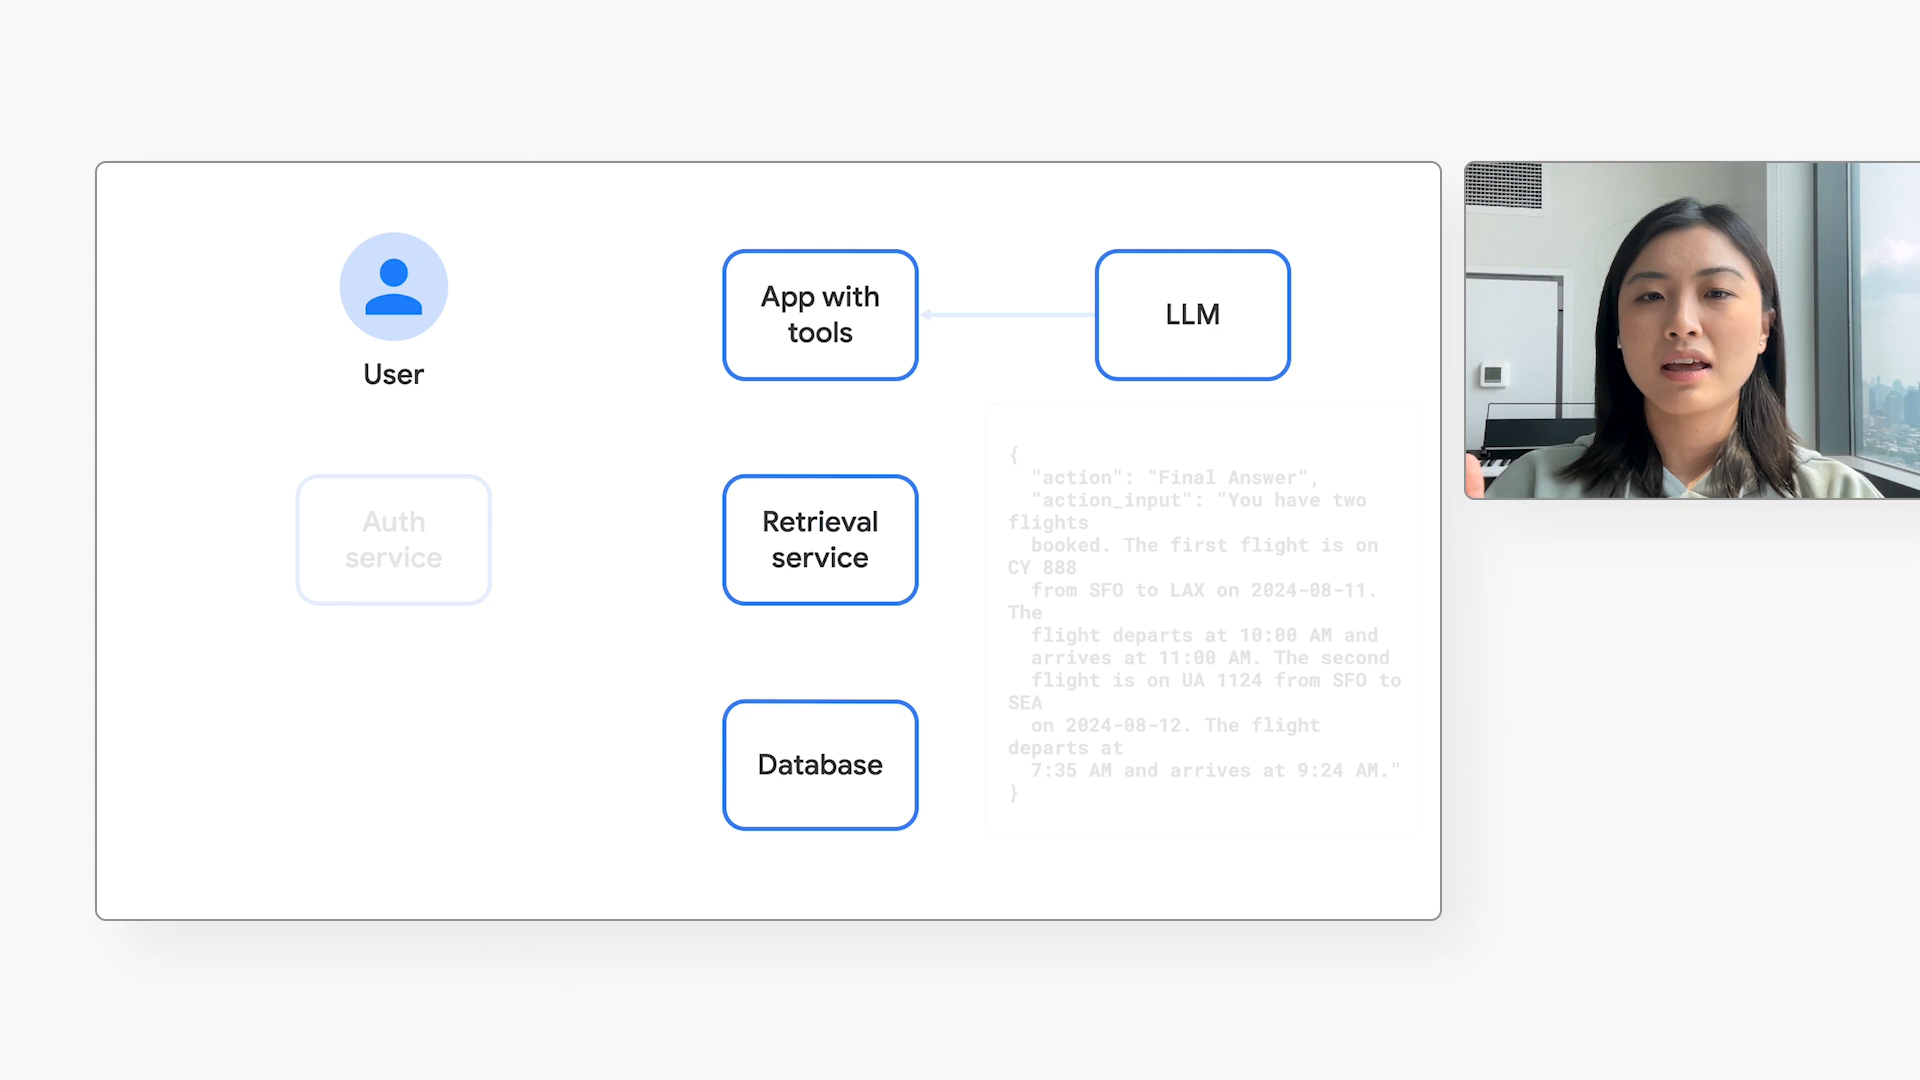 App with
tools
LLM
User
Auth
service
Retrieval
service
Database
{
"action": "Final Answer",
"action_input": "You have two
flights
booked. The first flight is on
CY 888
from SFO to LAX on 2024-08-11.
The
flight departs at 10:00 AM and
arrives at 11:00 AM. The second
flight is on UA 1124 from SFO to
SEA
on 2024-08-12. The flight
departs at
7:35 AM and arrives at 9:24 AM."
}